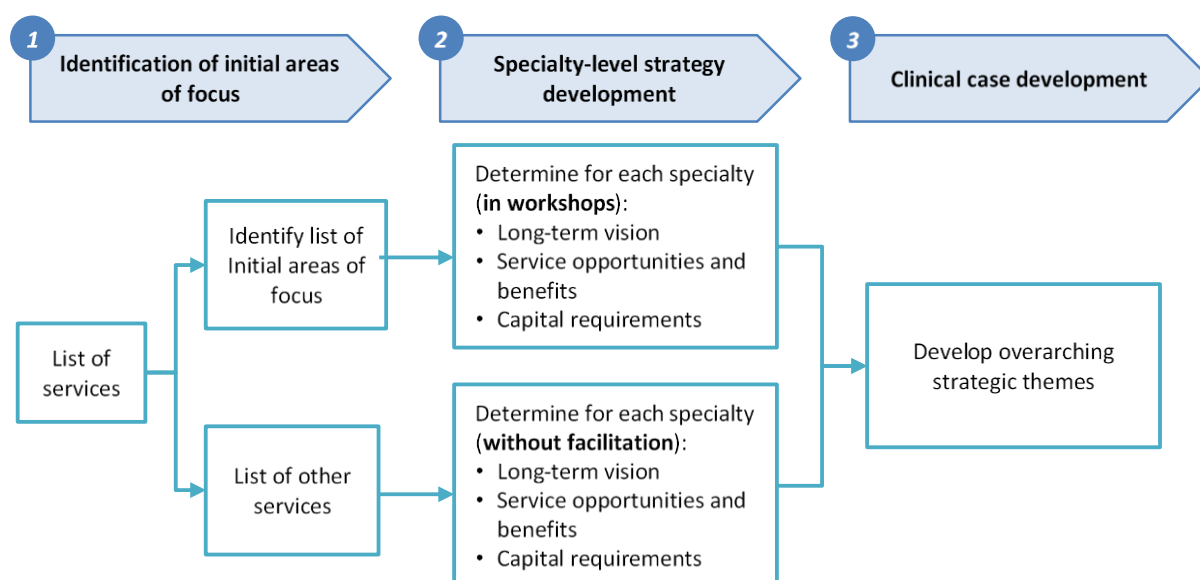 1
Identification of initial areas
of focus
2
Specialty-level strategy
development
3
Clinical case development
List of
services
Identify list of
Initial areas of
focus
List of other
services
Determine for each specialty
(in workshops):
• Long-term vision
• Service opportunities and
benefits
• Capital requirements
Determine for each specialty
(without facilitation):
• Long-term vision
• Service opportunities and
benefits
• Capital requirements
Develop overarching
strategic themes